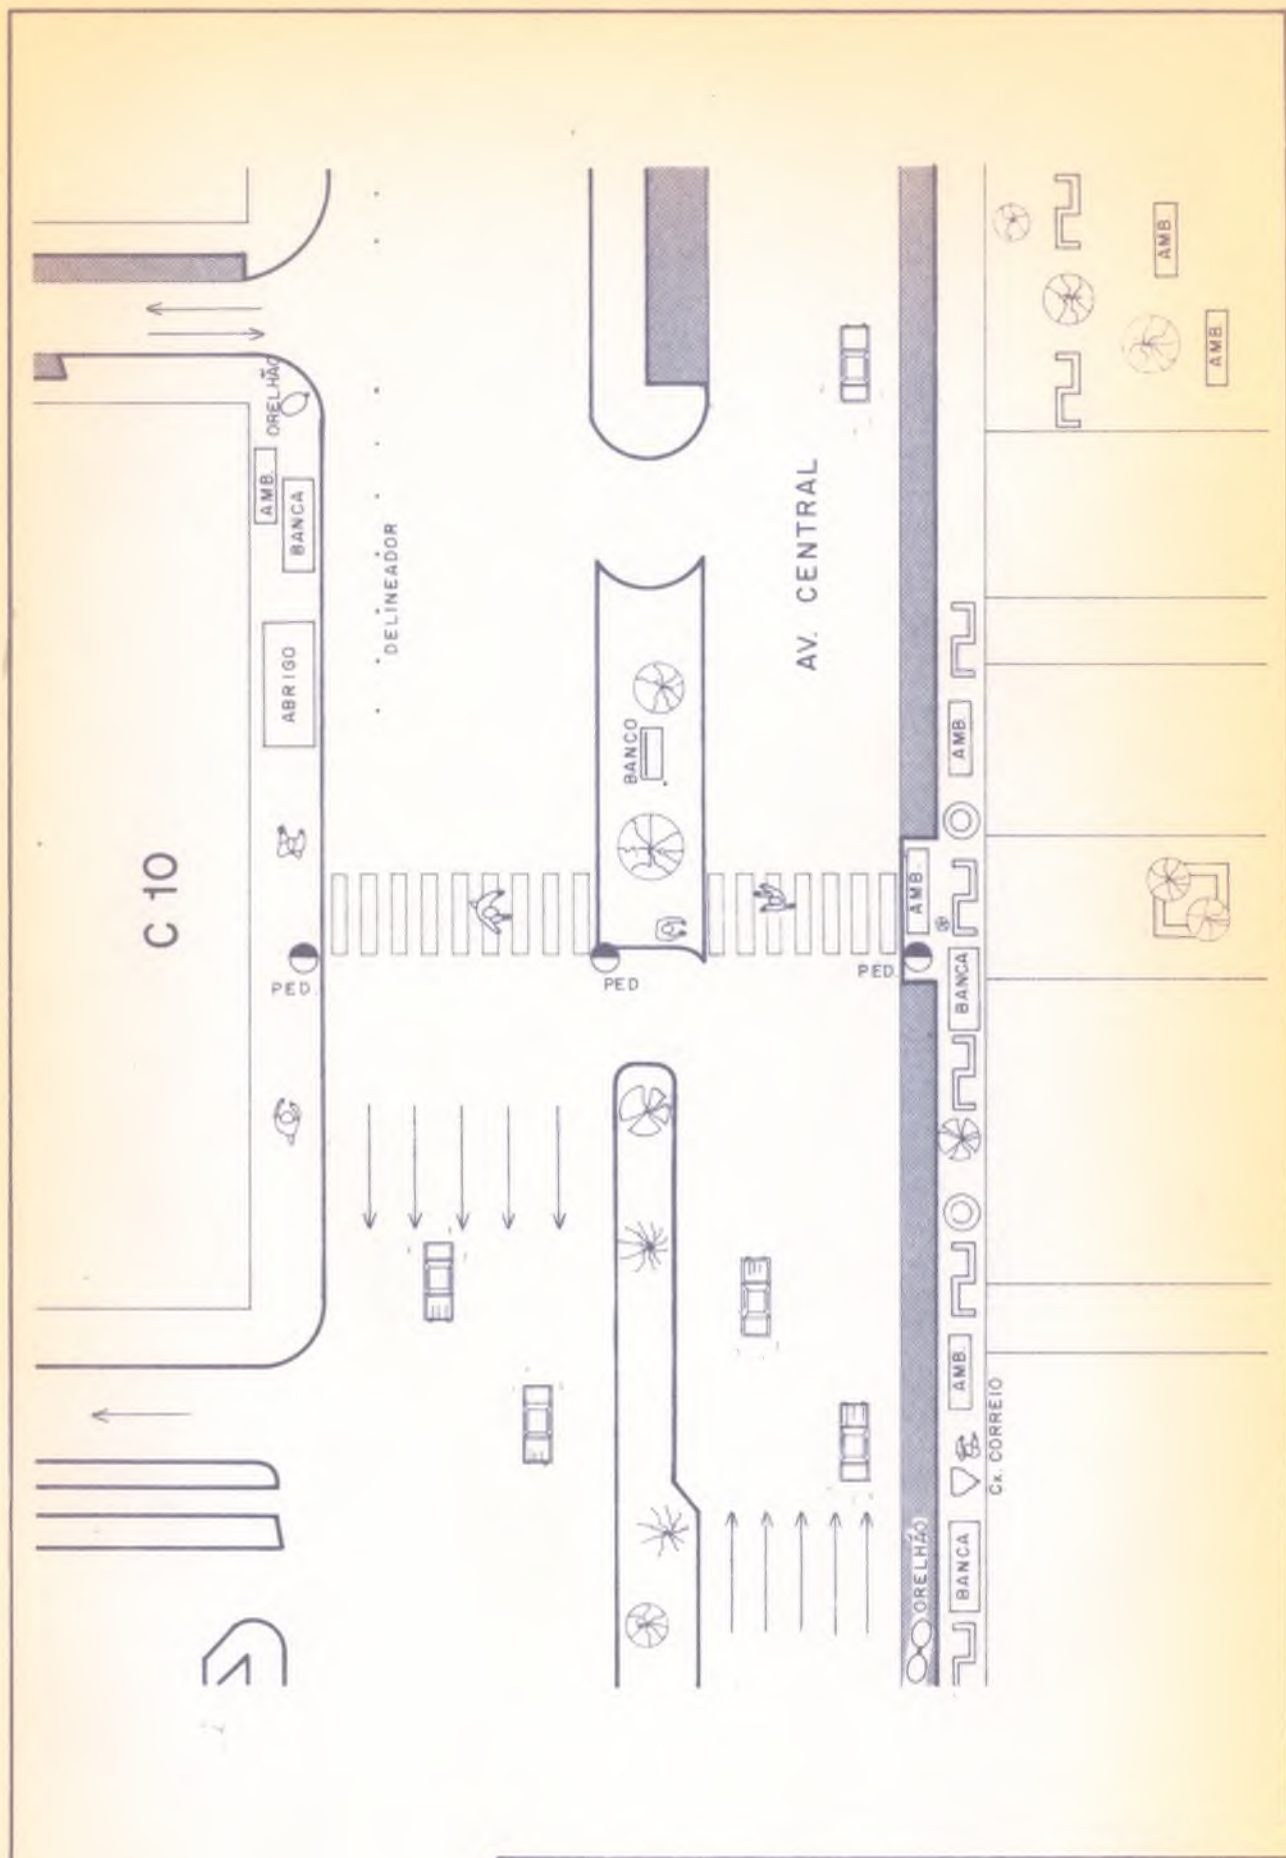 C 10
AMB.
ORELHÃO
PED.
ABRIGO
BANCA
DELINEADOR
PED
BANCO
AV. CENTRAL
PED.
AMB.
ORELHÃO
BANCA
AMB.
BANCA
AMB.
Cx. CORREIO
AMB
AMB.